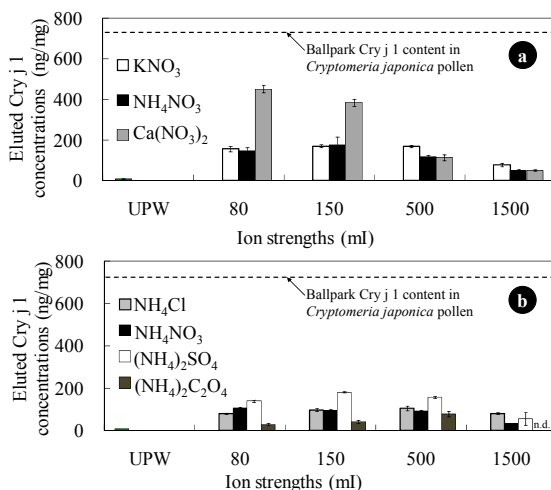 800
Ballpark Cry j 1 content in
Cryptomeria japonica pollen
a
600
KNO3
NH4NO3
Ca(NO3)2
400
200
0
Eluted Cry j 1
concentrations (ng/mg)
UPW 80 150 500 1500
Ion strengths (mI)
800
Ballpark Cry j 1 content in
Cryptomeria japonica pollen
b
600
NH4Cl
NH4NO3
(NH4)2SO4
(NH4)2C2O4
400
200
0
n.d.
Eluted Cry j 1
concentrations (ng/mg)
UPW 80 150 500 1500
Ion strengths (mI)